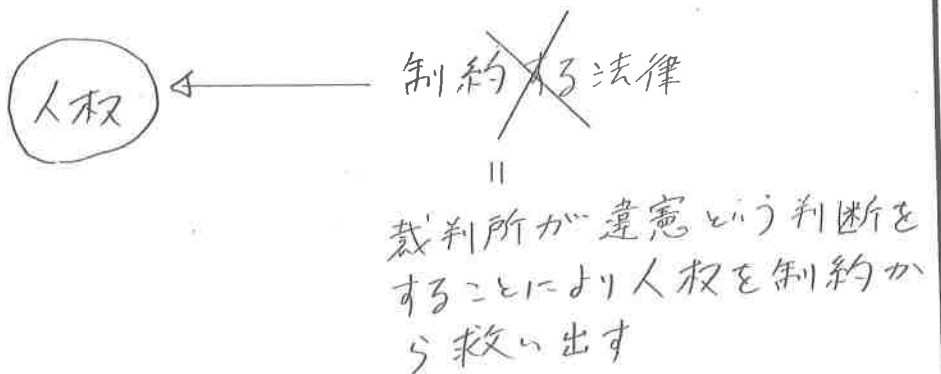 人权
制約する法律
=
裁判所が違憲という判断を
することにより人权を制約か
ら救い出す